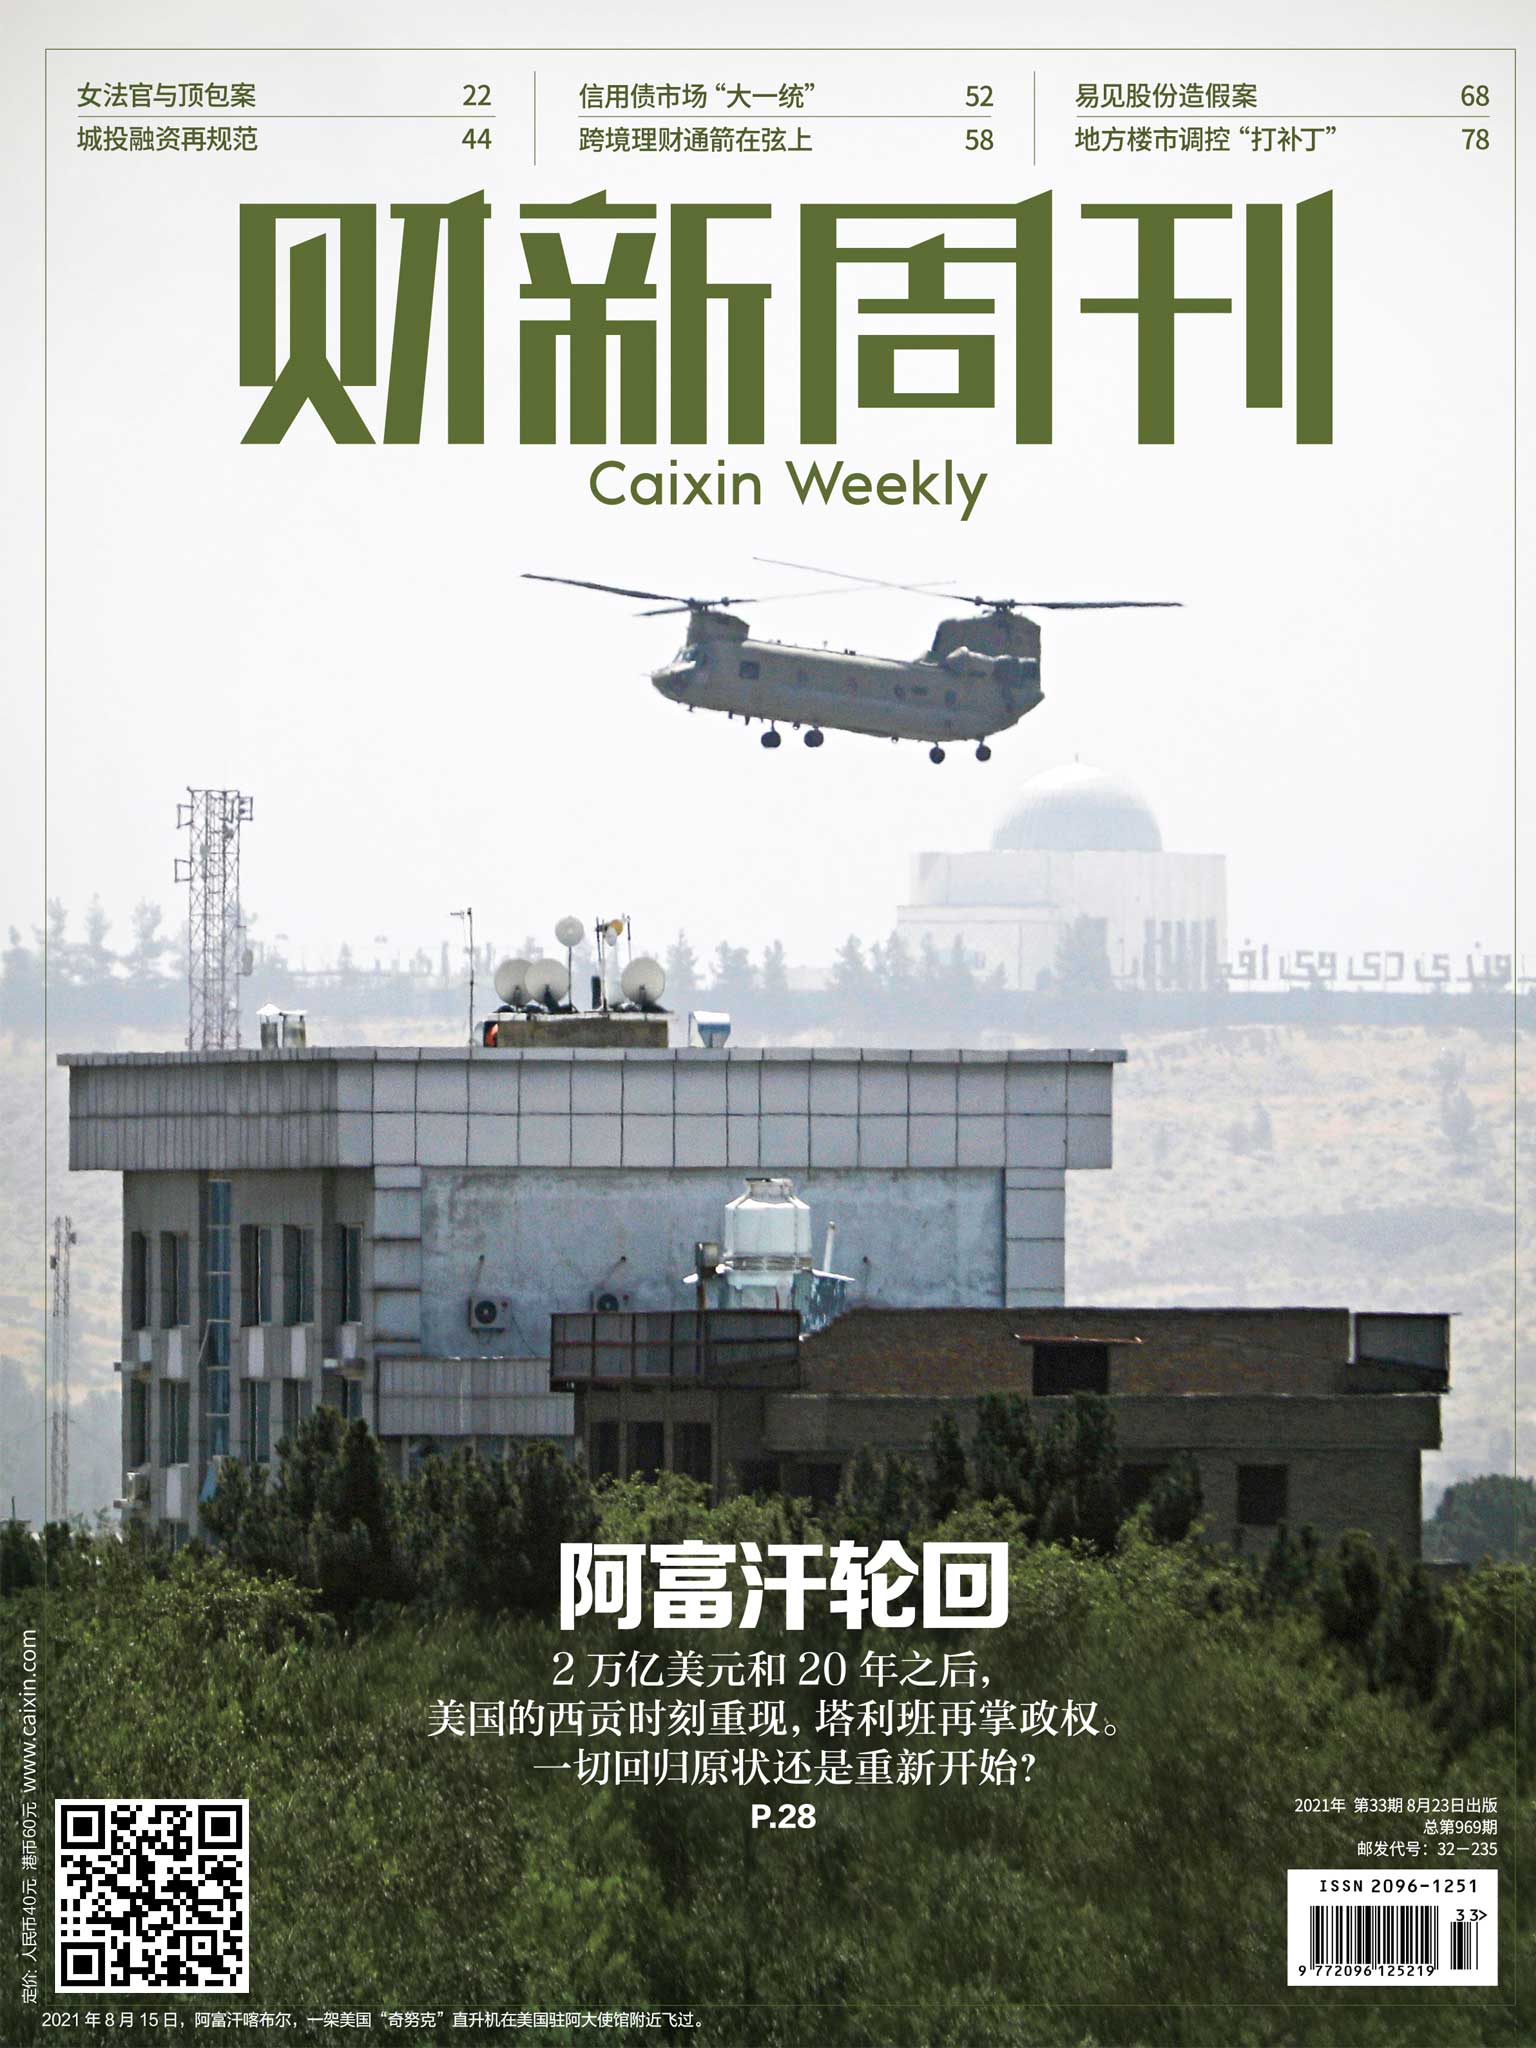 女法官与顶包案 22
城投融资再规范 44
信用债市场“大一统” 52
跨境理财通箭在弦上 58
易见股份造假案 68
地方楼市调控“打补丁” 78
财新周刊
Caixin Weekly
阿富汗轮回
2 万亿美元和 20 年之后，
美国的西贡时刻重现，塔利班再掌政权。
一切回归原状还是重新开始？
P.28
2021年 第33期 8月23日出版
总第969期
邮发代号：32－235
ISSN 2096-1251
33>
9 772096 125219
定价：人民币40元 港币60元 www.caixin.com
2021 年 8 月 15 日，阿富汗喀布尔，一架美国“奇努克”直升机在美国驻阿大使馆附近飞过。